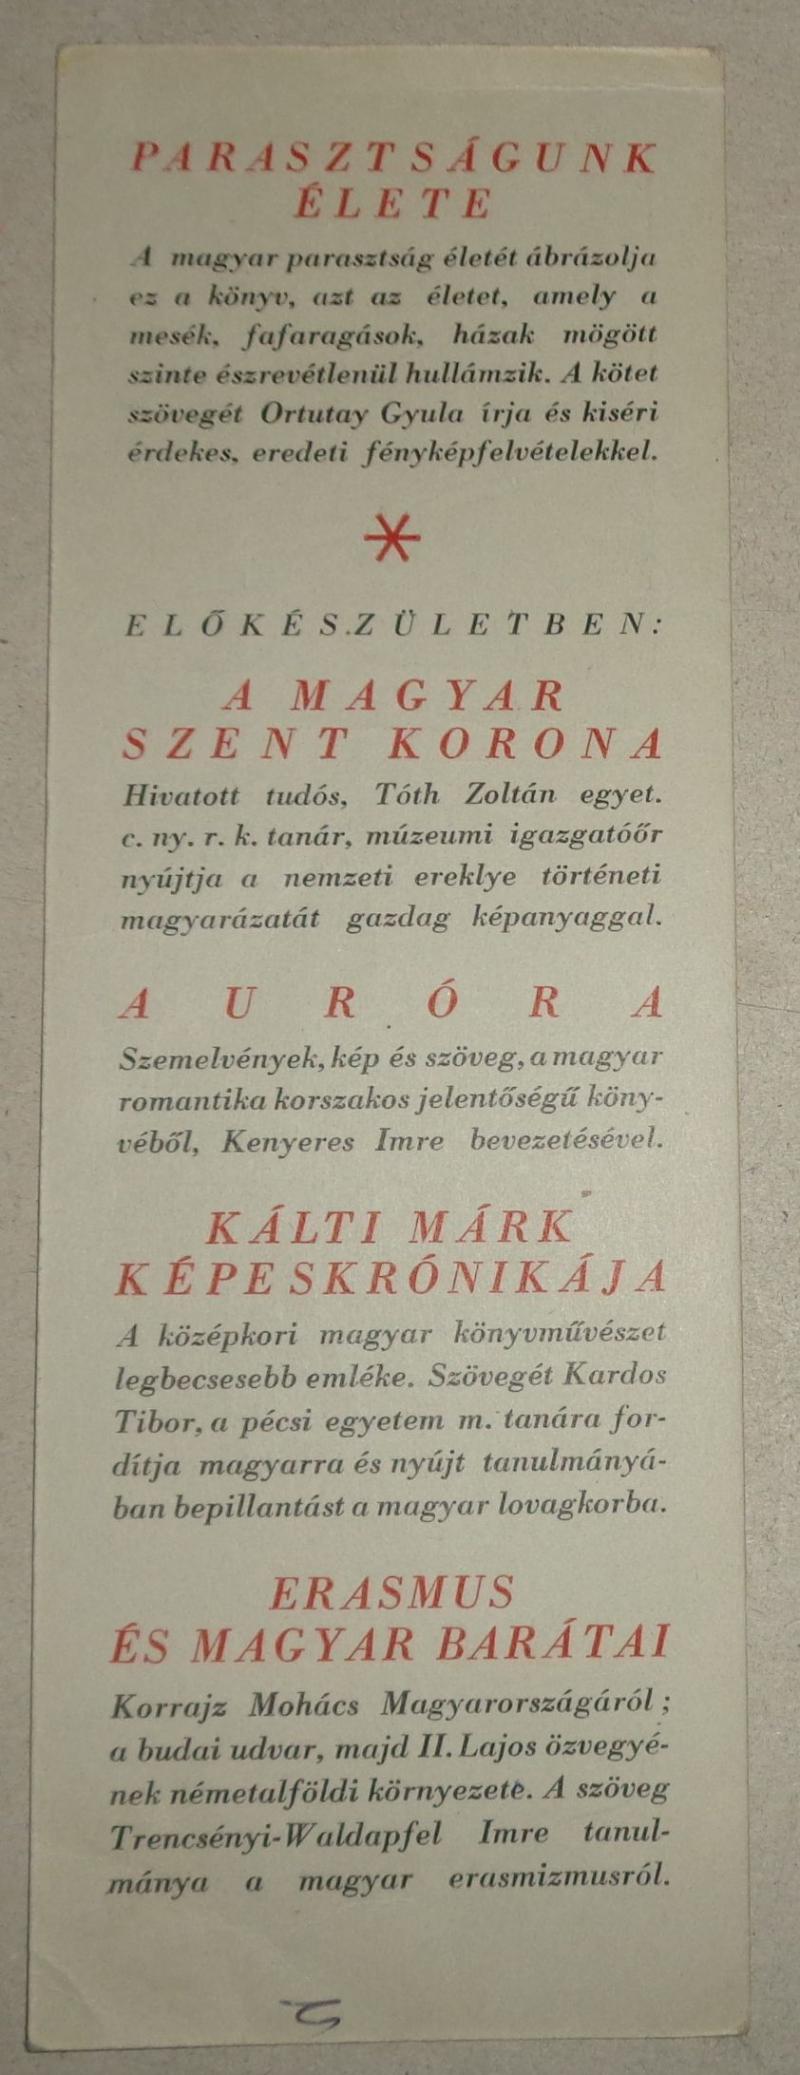 PARASZTSÁGUNK
ÉLETE
A magyar parasztság életét ábrázolja
ez a könyv, azt az életet, amely a
mesék, fafaragások, házak mögött
szinte észrevétlenül hullámzik. A kötet
szövegét Ortutay Gyula írja és kiséri
érdekes, eredeti fényképfelvételekkel.
ELŐKÉSZÜLETBEN:
A MAGYAR
SZENT KORONA
Hivatott tudós, Tóth Zoltán egyet.
c. ny. r. k. tanár, múzeumi igazgatóőr
nyújtja a nemzeti ereklye történeti
magyarázatát gazdag képanyaggal.
AURÓRA
Szemelvények, kép és szöveg, a magyar
romantika korszakos jelentőségű köny-
véből, Kenyeres Imre bevezetésével.
KÁLTI MÁRK
KÉPESKRÓNIKÁJA
A középkori magyar könyvművészet
legbecsesebb emléke. Szövegét Kardos
Tibor, a pécsi egyetem m. tanára for-
dítja magyarra és nyújt tanulmányá-
ban bepillantást a magyar lovagkorba.
ERASMUS
ÉS MAGYAR BARÁTAI
Korrajz Mohács Magyarországáról;
a budai udvar, majd II. Lajos özvegyé-
nek németalföldi környezete. A szöveg
Trencsényi-Waldapfel Imre tanul-
mánya a magyar erasmizmusról.